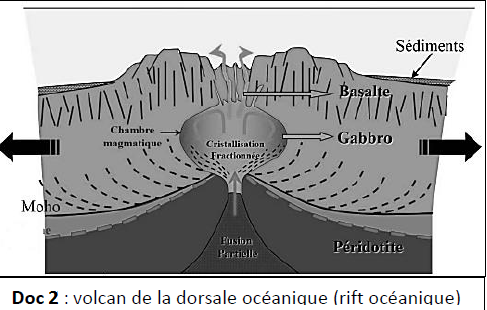 Sédiments
Basalte
Chambre
magmatique
Cristallisation
Fractionnée
Gabbro
Moho
Fusion
Partielle
Péridotite
Doc 2 : volcan de la dorsale océanique (rift océanique)